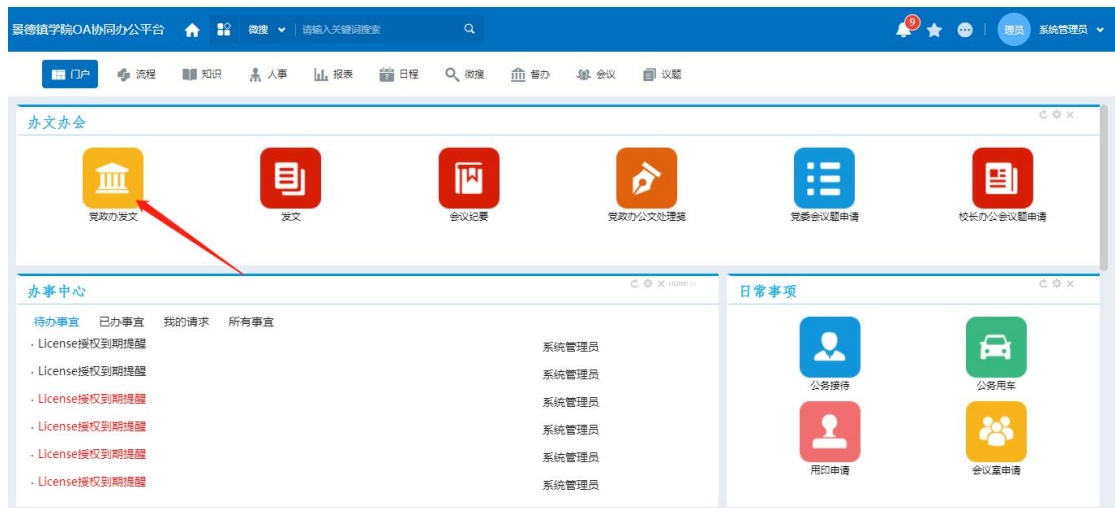 景德镇学院OA协同办公平台 微搜 请输入关键词搜索 9 理员 系统管理员
门户 流程 知识 人事 报表 日程 微搜 督办 会议 议题
办文办会
党政办发文 发文 会议纪要 党政办公文处理笺 党委会议题申请 校长办公会议题申请
办事中心 HOME>>
待办事宜 已办事宜 我的请求 所有事宜
· License授权到期提醒 系统管理员
· License授权到期提醒 系统管理员
· License授权到期提醒 系统管理员
· License授权到期提醒 系统管理员
· License授权到期提醒 系统管理员
· License授权到期提醒 系统管理员
日常事项
公务接待 公务用车
用印申请 会议室申请